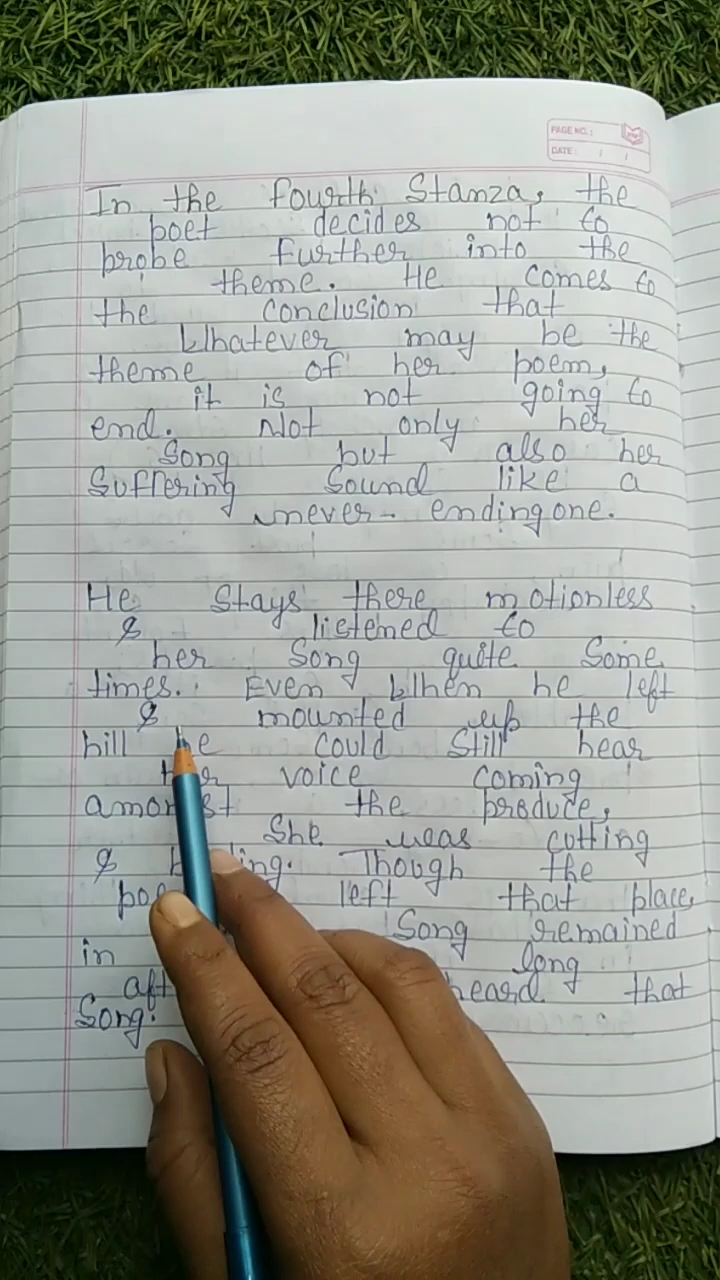 PAGE NO.:
DATE: / /
In the fourth Stanza, the
poet decides not to
probe further into the
theme. He comes to
the conclusion that
Whatever may be the
theme of her poem,
it is not going to
end. Not only her
Song but also her
Suffering Sound like a
never- ending one.
He Stays there motionless
& listened to
her Song quite Some
times. Even When he left
& mounted up the
hill he could Still hear
her voice coming
amongst the produce,
She was cutting
& Though the
left that place,
Song remained
in long
heard that
Song.